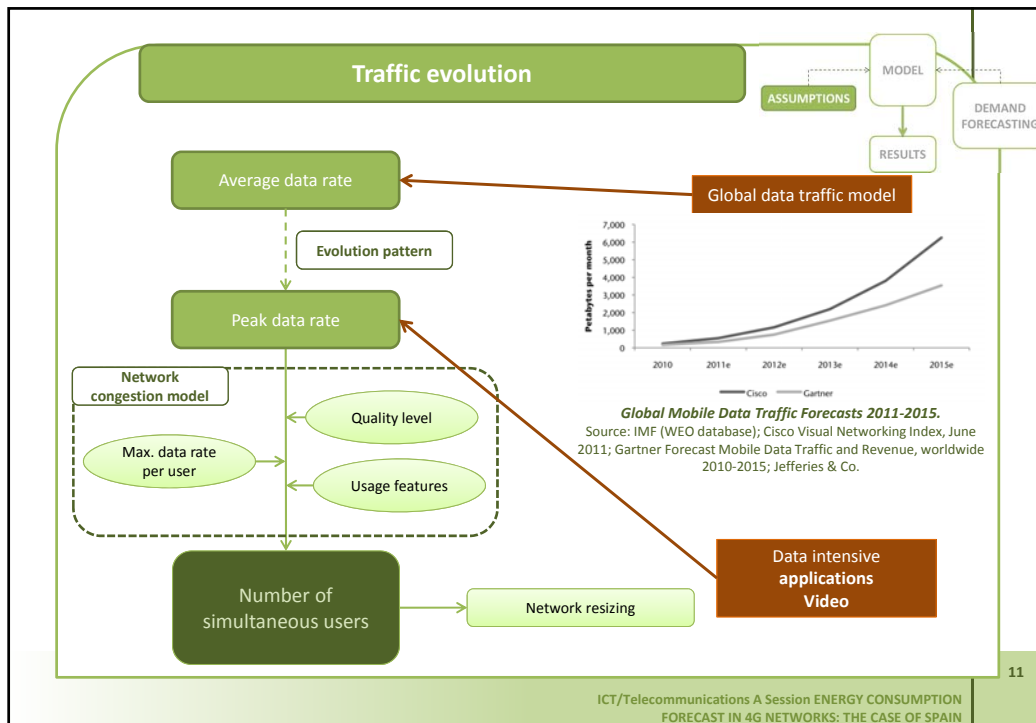 Traffic evolution
MODEL
ASSUMPTIONS
DEMAND
FORECASTING
RESULTS
Average data rate
Global data traffic model
Evolution pattern
Peak data rate
Network
congestion model
Quality level
Max. data rate
per user
Usage features
Number of
simultaneous users
Network resizing
Petabytes per month
7,000
6,000
5,000
4,000
3,000
2,000
1,000
0
2010 2011e 2012e 2013e 2014e 2015e
Cisco Gartner
Global Mobile Data Traffic Forecasts 2011-2015.
Source: IMF (WEO database); Cisco Visual Networking Index, June
2011; Gartner Forecast Mobile Data Traffic and Revenue, worldwide
2010-2015; Jefferies & Co.
Data intensive
applications
Video
11
ICT/Telecommunications A Session ENERGY CONSUMPTION
FORECAST IN 4G NETWORKS: THE CASE OF SPAIN